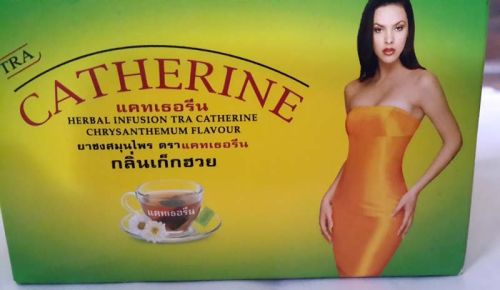 TRA
CATHERINE
แคทเธอรีน
HERBAL INFUSION TRA CATHERINE
CHRYSANTHEMUM FLAVOUR
ยาชงสมุนไพร ตราแคทเธอรีน
กลิ่นเก็กฮวย
แคทเธอรีน